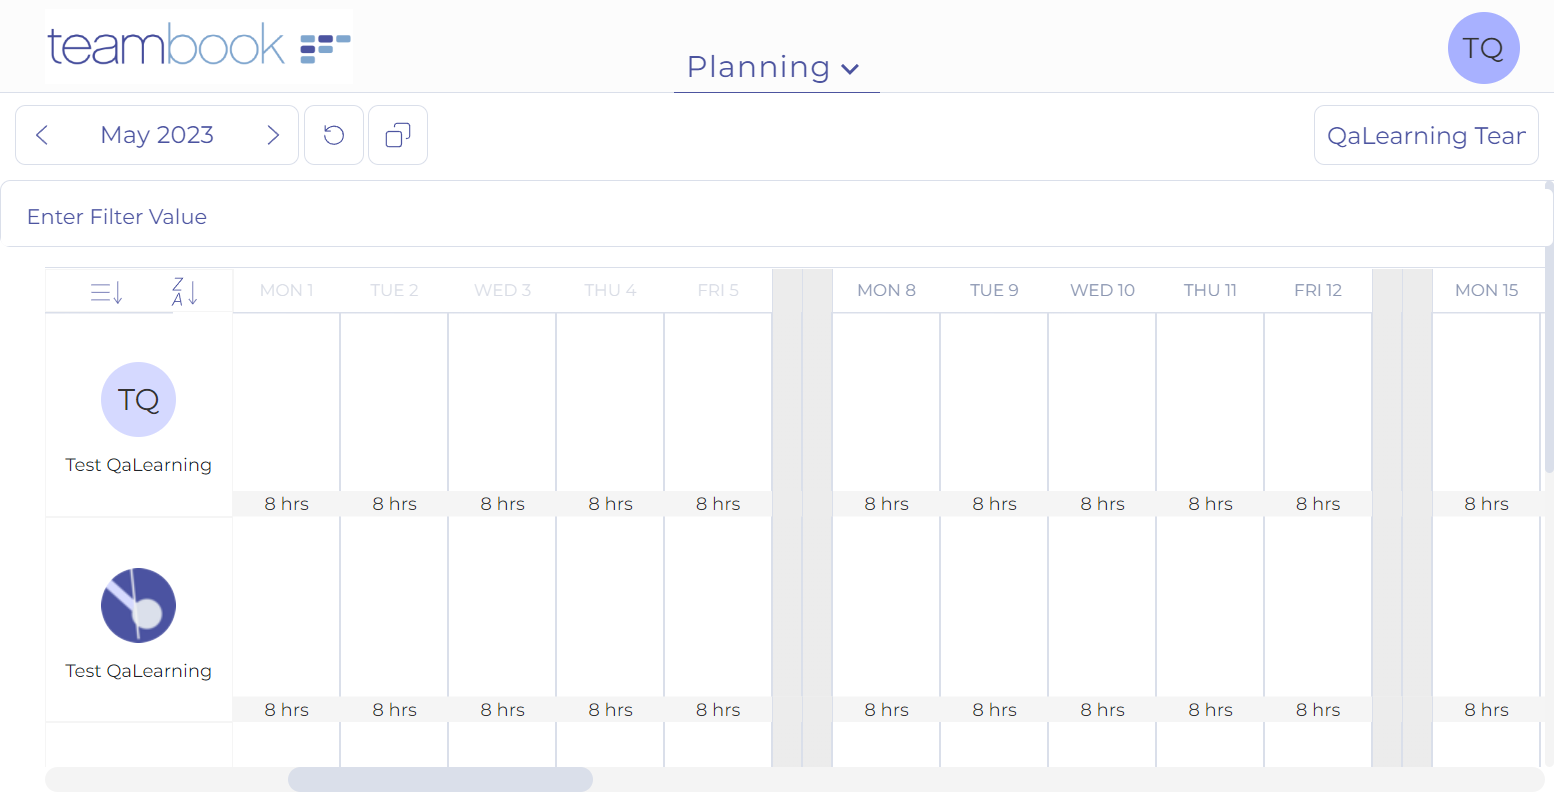 teambook
Planning
TQ
May 2023
QaLearning Tear
Enter Filter Value
Z
A
MON 1 TUE 2 WED 3 THU 4 FRI 5 MON 8 TUE 9 WED 10 THU 11 FRI 12 MON 15
TQ
Test QaLearning
8 hrs 8 hrs 8 hrs 8 hrs 8 hrs 8 hrs 8 hrs 8 hrs 8 hrs 8 hrs 8 hrs
Test QaLearning
8 hrs 8 hrs 8 hrs 8 hrs 8 hrs 8 hrs 8 hrs 8 hrs 8 hrs 8 hrs 8 hrs